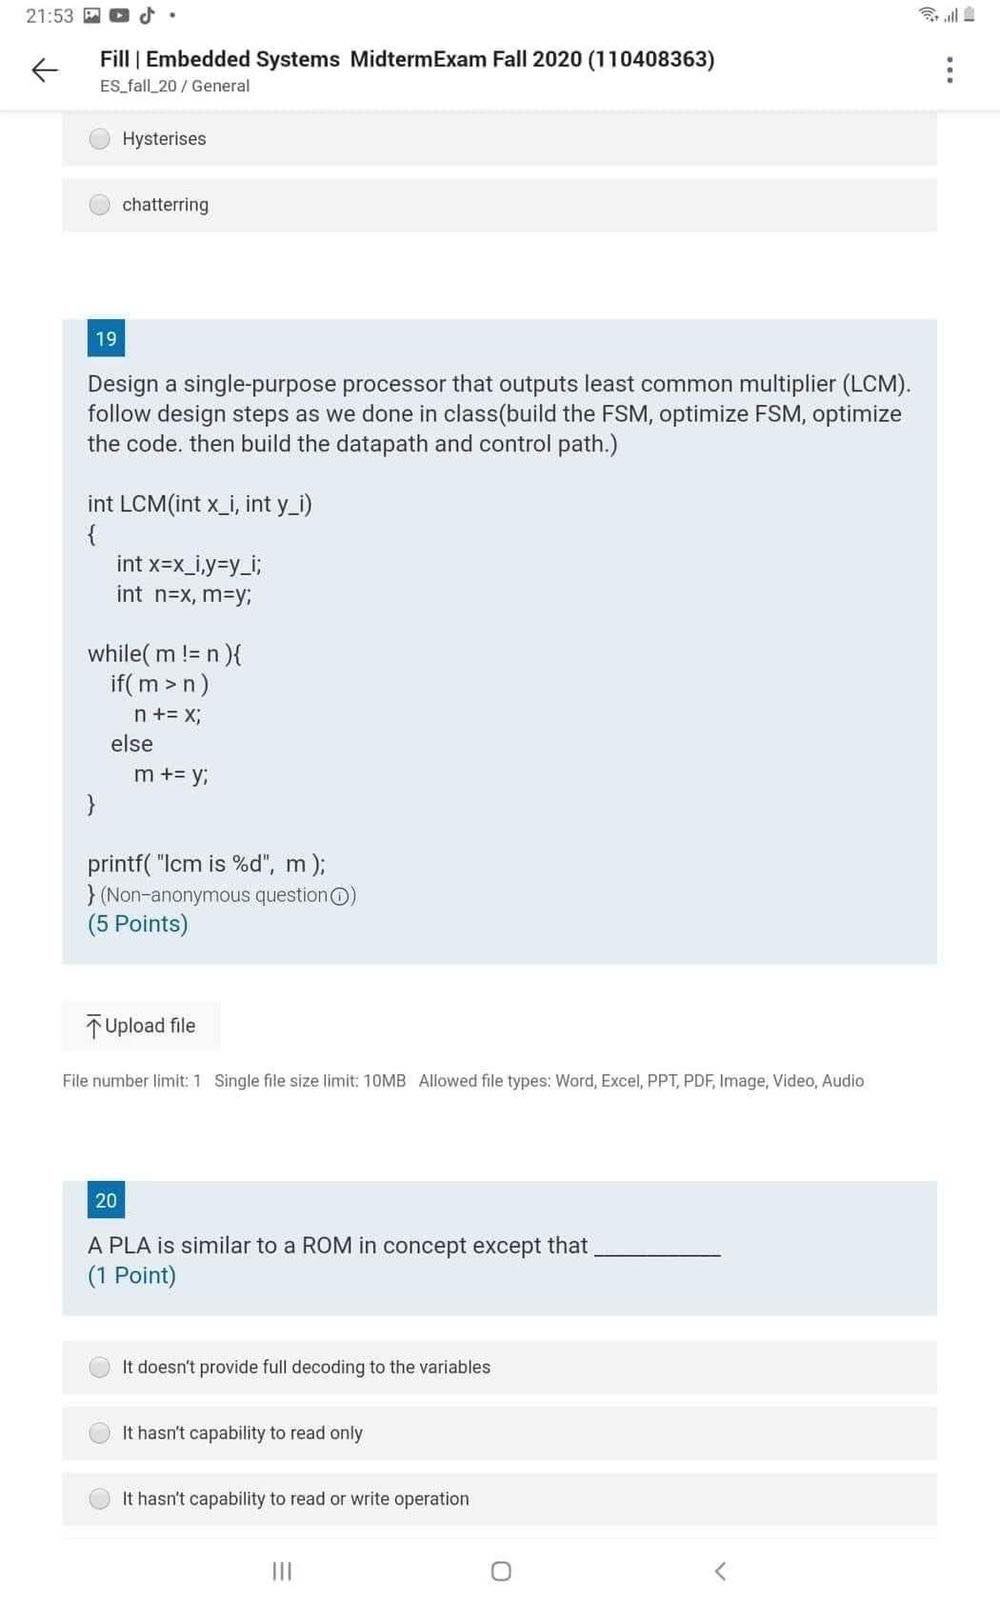 21:53
Fill | Embedded Systems MidtermExam Fall 2020 (110408363)
ES_fall_20 / General
Hysterises
chatterring
19
Design a single-purpose processor that outputs least common multiplier (LCM).
follow design steps as we done in class(build the FSM, optimize FSM, optimize
the code. then build the datapath and control path.)
int LCM(int x_i, int y_i)
{
int x=x_i,y=y_i;
int n=x, m=y;
while( m != n ){
if( m > n )
n += x;
else
m += y;
}
printf( "lcm is %d", m );
} (Non-anonymous question)
(5 Points)
Upload file
File number limit: 1 Single file size limit: 10MB Allowed file types: Word, Excel, PPT, PDF, Image, Video, Audio
20
A PLA is similar to a ROM in concept except that ____________
(1 Point)
It doesn't provide full decoding to the variables
It hasn't capability to read only
It hasn't capability to read or write operation